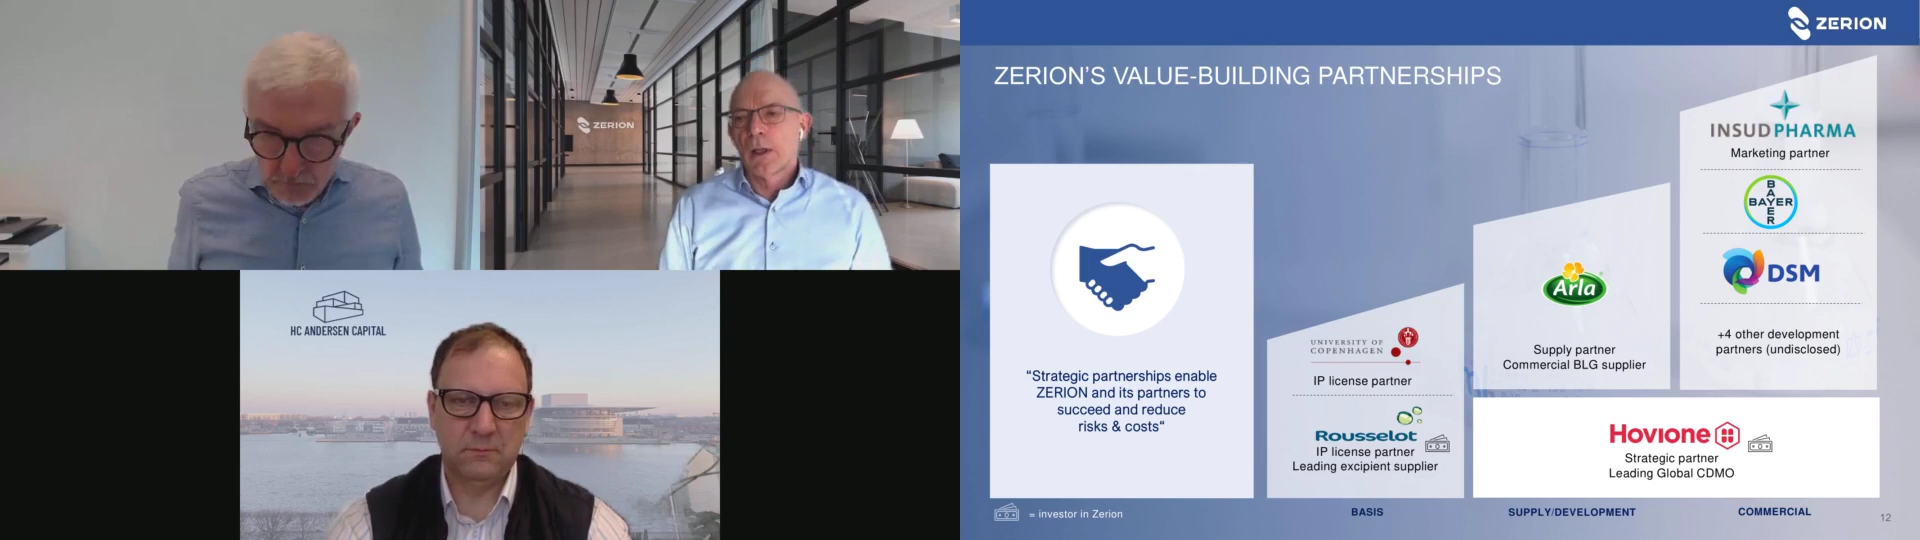 ZERION
HC ANDERSEN CAPITAL
ZERION
ZERION'S VALUE-BUILDING PARTNERSHIPS
“Strategic partnerships enable
ZERION and its partners to
succeed and reduce
risks & costs“
= investor in Zerion
UNIVERSITY OF
COPENHAGEN
IP license partner
Rousselot
IP license partner
Leading excipient supplier
BASIS
Arla
Supply partner
Commercial BLG supplier
SUPPLY/DEVELOPMENT
INSUDPHARMA
Marketing partner
BAYER
BAYER
DSM
+4 other development
partners (undisclosed)
Hovione
Strategic partner
Leading Global CDMO
COMMERCIAL
12